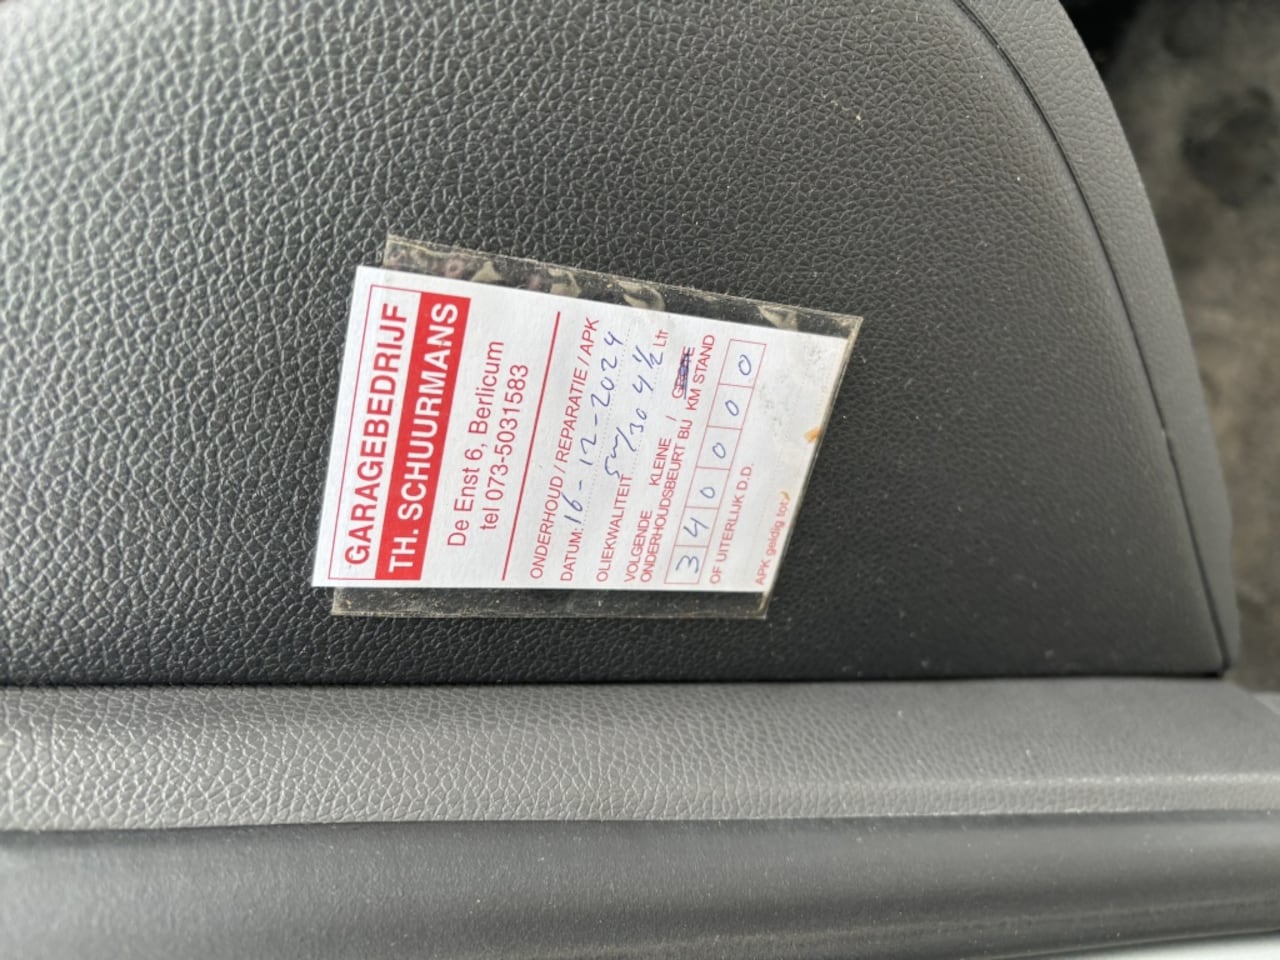 GARAGEBEDRIJF
TH. SCHUURMANS
De Enst 6, Berlicum
tel 073-5031583
ONDERHOUD / REPARATIE / APK
DATUM: 16-12-2024
OLIEKWALITEIT 5w/30 4½ Ltr
VOLGENDE KLEINE /
ONDERHOUDSBEURT BIJ KM STAND
340000
OF UITERLIJK D.D.
APK geldig tot: